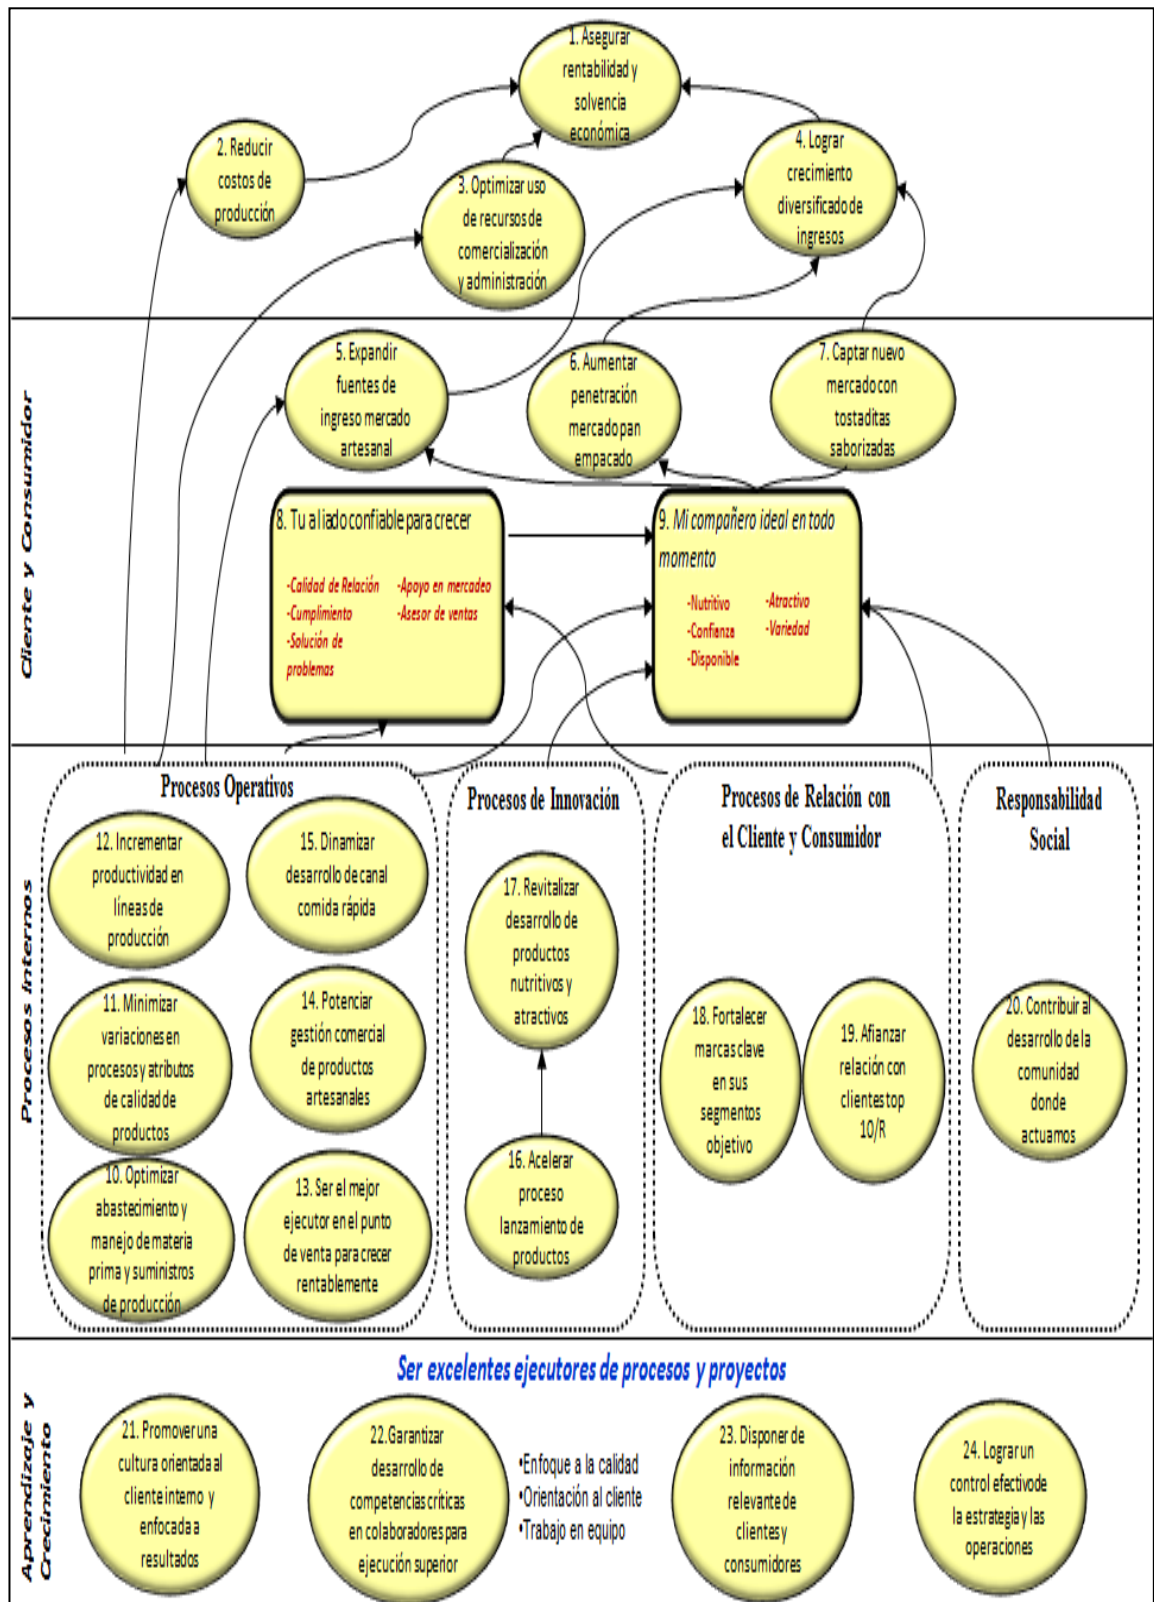 1. Asegurar
rentabilidad y
solvencia
económica
2. Reducir
costos de
producción
3. Optimizar uso
de recursos de
comercialización
y administración
4. Lograr
crecimiento
diversificado de
ingresos
Cliente y Consumidor
5. Expandir
fuentes de
ingreso mercado
artesanal
6. Aumentar
penetración
mercado pan
empacado
7. Captar nuevo
mercado con
tostaditas
saborizadas
8. Tu aliado confiable para crecer
-Calidad de Relación
-Cumplimiento
-Solución de
problemas
-Apoyo en mercadeo
-Asesor de ventas
9. Mi compañero ideal en todo
momento
-Nutritivo
-Confianza
-Disponible
-Atractivo
-Variedad
Procesos Internos
Procesos Operativos
12. Incrementar
productividad en
líneas de
producción
15. Dinamizar
desarrollo de canal
comida rápida
11. Minimizar
variaciones en
procesos y atributos
de calidad de
productos
14. Potenciar
gestión comercial
de productos
artesanales
10. Optimizar
abastecimiento y
manejo de materia
prima y suministros
de producción
13. Ser el mejor
ejecutor en el punto
de venta para crecer
rentablemente
Procesos de Innovación
17. Revitalizar
desarrollo de
productos
nutritivos y
atractivos
16. Acelerar
proceso
lanzamiento de
productos
Procesos de Relación con
el Cliente y Consumidor
18. Fortalecer
marcas clave
en sus
segmentos
objetivo
19. Afianzar
relación con
clientes top
10/R
Responsabilidad
Social
20. Contribuir al
desarrollo de la
comunidad
donde
actuamos
Aprendizaje y
Crecimiento
Ser excelentes ejecutores de procesos y proyectos
21. Promover una
cultura orientada al
cliente interno y
enfocada a
resultados
22.Garantizar
desarrollo de
competencias críticas
en colaboradores para
ejecución superior
•Enfoque a la calidad
•Orientación al cliente
•Trabajo en equipo
23. Disponer de
información
relevante de
clientes y
consumidores
24. Lograr un
control efectivo de
la estrategia y las
operaciones